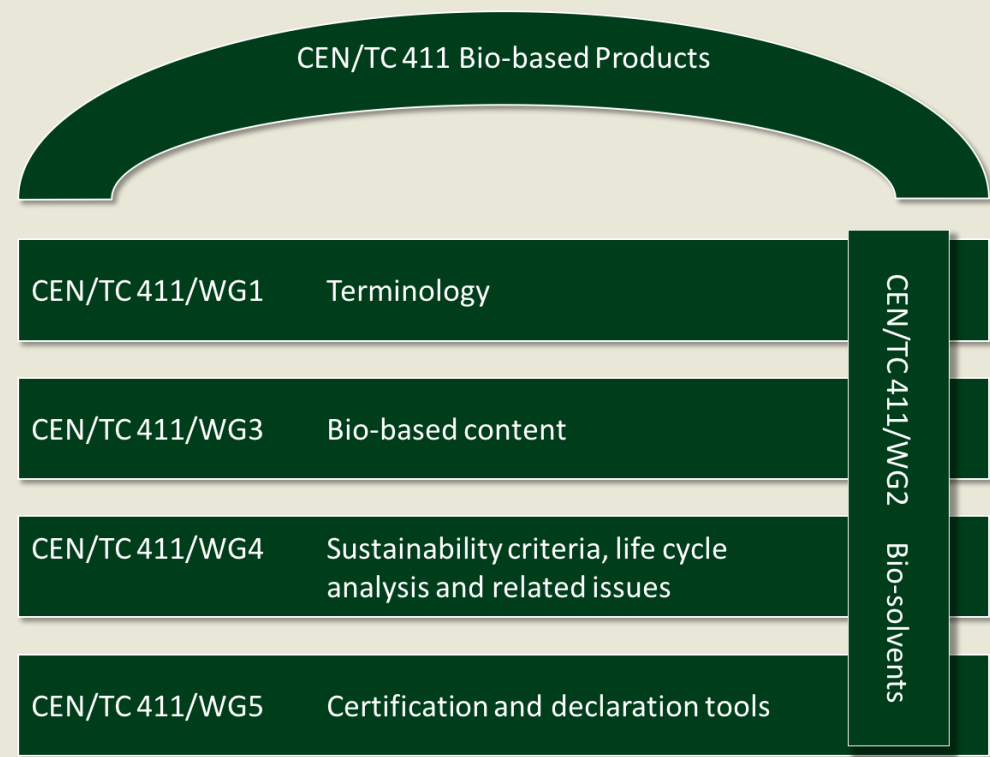 CEN/TC 411 Bio-based Products
CEN/TC 411/WG1 Terminology
CEN/TC 411/WG3 Bio-based content
CEN/TC 411/WG4 Sustainability criteria, life cycle
analysis and related issues
CEN/TC 411/WG5 Certification and declaration tools
CEN/TC 411/WG2 Bio-solvents